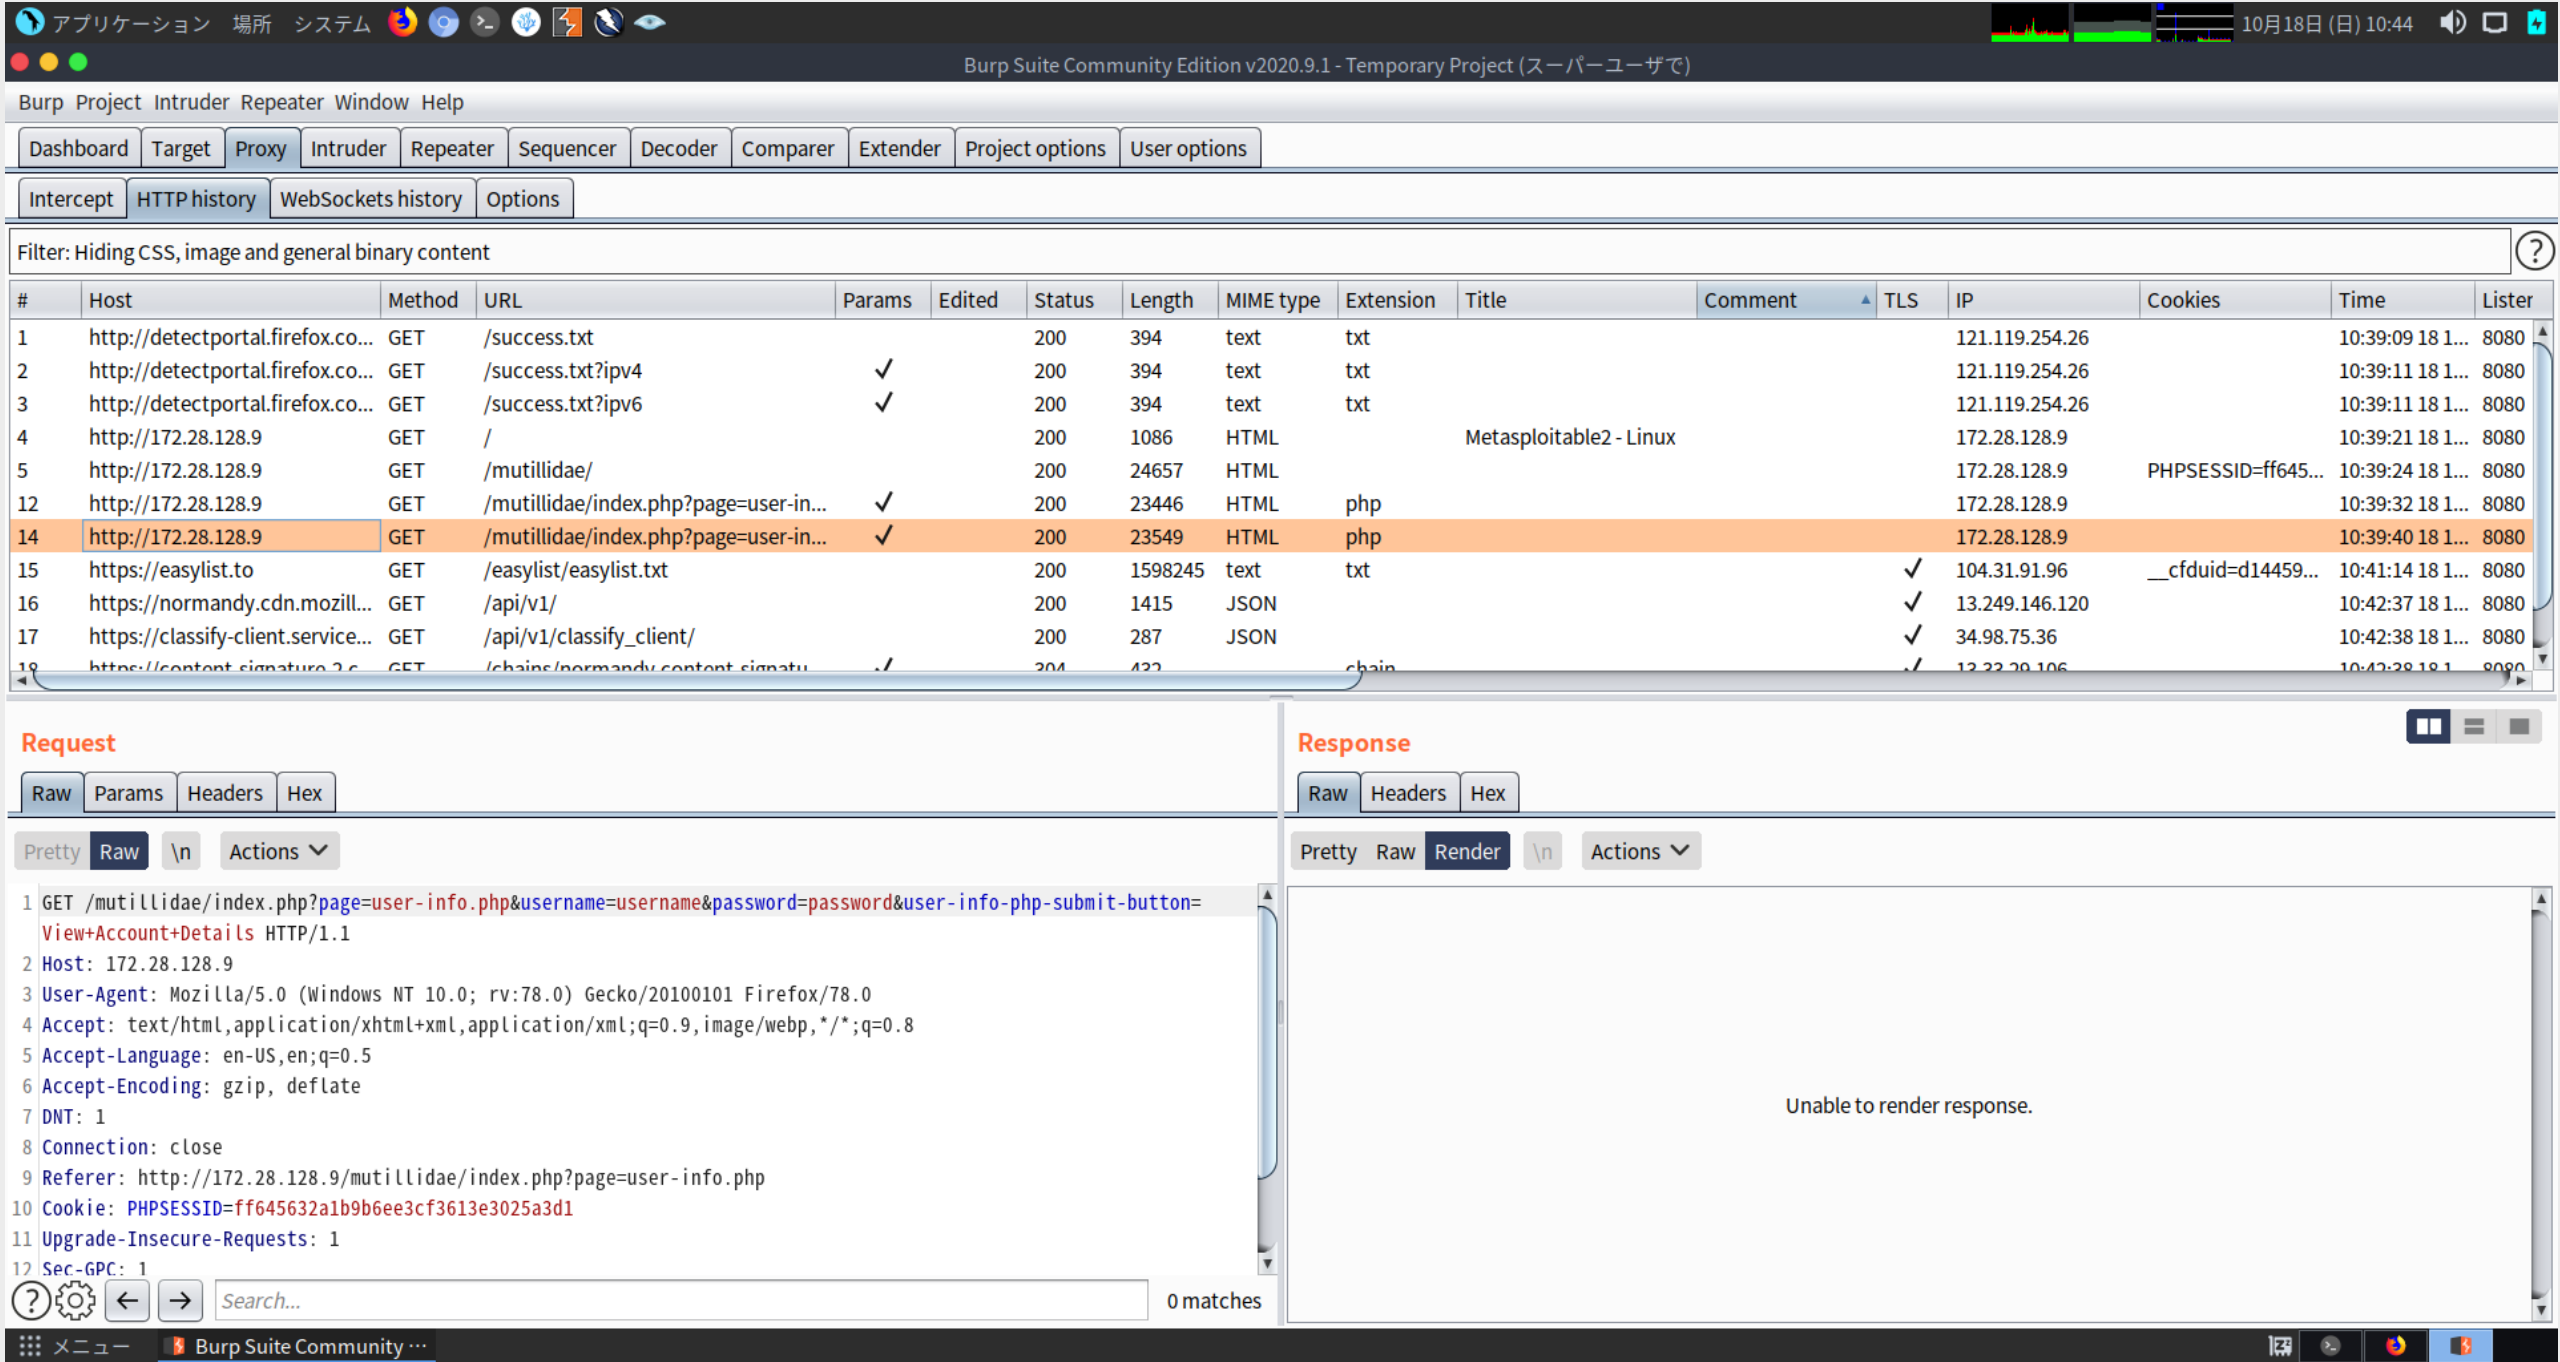 アプリケーション 場所 システム 10月18日 (日) 10:44
Burp Suite Community Edition v2020.9.1 - Temporary Project (スーパーユーザで)
Burp Project Intruder Repeater Window Help
Dashboard Target Proxy Intruder Repeater Sequencer Decoder Comparer Extender Project options User options
Intercept HTTP history WebSockets history Options
Filter: Hiding CSS, image and general binary content ?
# Host Method URL Params Edited Status Length MIME type Extension Title Comment TLS IP Cookies Time Lister
1 http://detectportal.firefox.co... GET /success.txt 200 394 text txt 121.119.254.26 10:39:09 18 1... 8080
2 http://detectportal.firefox.co... GET /success.txt?ipv4 ✓ 200 394 text txt 121.119.254.26 10:39:11 18 1... 8080
3 http://detectportal.firefox.co... GET /success.txt?ipv6 ✓ 200 394 text txt 121.119.254.26 10:39:11 18 1... 8080
4 http://172.28.128.9 GET / 200 1086 HTML Metasploitable2 - Linux 172.28.128.9 10:39:21 18 1... 8080
5 http://172.28.128.9 GET /mutillidae/ 200 24657 HTML 172.28.128.9 PHPSESSID=ff645... 10:39:24 18 1... 8080
12 http://172.28.128.9 GET /mutillidae/index.php?page=user-in... ✓ 200 23446 HTML php 172.28.128.9 10:39:32 18 1... 8080
14 http://172.28.128.9 GET /mutillidae/index.php?page=user-in... ✓ 200 23549 HTML php 172.28.128.9 10:39:40 18 1... 8080
15 https://easylist.to GET /easylist/easylist.txt 200 1598245 text txt ✓ 104.31.91.96 __cfduid=d14459... 10:41:14 18 1... 8080
16 https://normandy.cdn.mozill... GET /api/v1/ 200 1415 JSON ✓ 13.249.146.120 10:42:37 18 1... 8080
17 https://classify-client.service... GET /api/v1/classify_client/ 200 287 JSON ✓ 34.98.75.36 10:42:38 18 1... 8080
18 https://content-signature-2.c... GET /chains/normandy.content-signatu... ✓ 304 432 chain ✓ 13.33.29.106 10:42:38 18 1... 8080
Request
Raw Params Headers Hex
Pretty Raw \n Actions
1 GET /mutillidae/index.php?page=user-info.php&username=username&password=password&user-info-php-submit-button=
View+Account+Details HTTP/1.1
2 Host: 172.28.128.9
3 User-Agent: Mozilla/5.0 (Windows NT 10.0; rv:78.0) Gecko/20100101 Firefox/78.0
4 Accept: text/html,application/xhtml+xml,application/xml;q=0.9,image/webp,*/*;q=0.8
5 Accept-Language: en-US,en;q=0.5
6 Accept-Encoding: gzip, deflate
7 DNT: 1
8 Connection: close
9 Referer: http://172.28.128.9/mutillidae/index.php?page=user-info.php
10 Cookie: PHPSESSID=ff645632a1b9b6ee3cf3613e3025a3d1
11 Upgrade-Insecure-Requests: 1
12 Sec-GPC: 1
? Search... 0 matches
Response
Raw Headers Hex
Pretty Raw Render \n Actions
Unable to render response.
メニュー Burp Suite Community ···